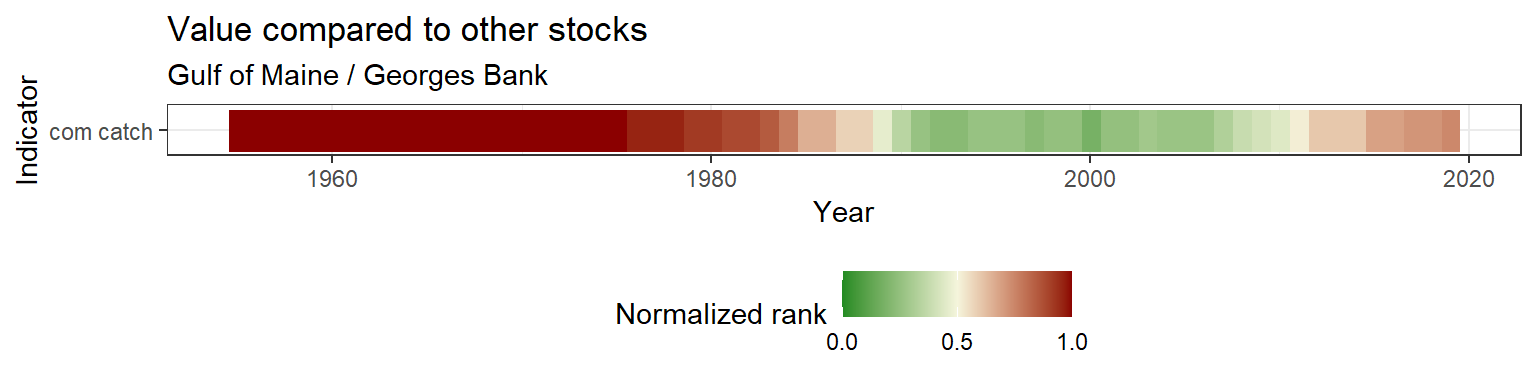 Value compared to other stocks
Gulf of Maine / Georges Bank
Indicator
com catch
1960 1980 2000 2020
Year
Normalized rank
0.0 0.5 1.0